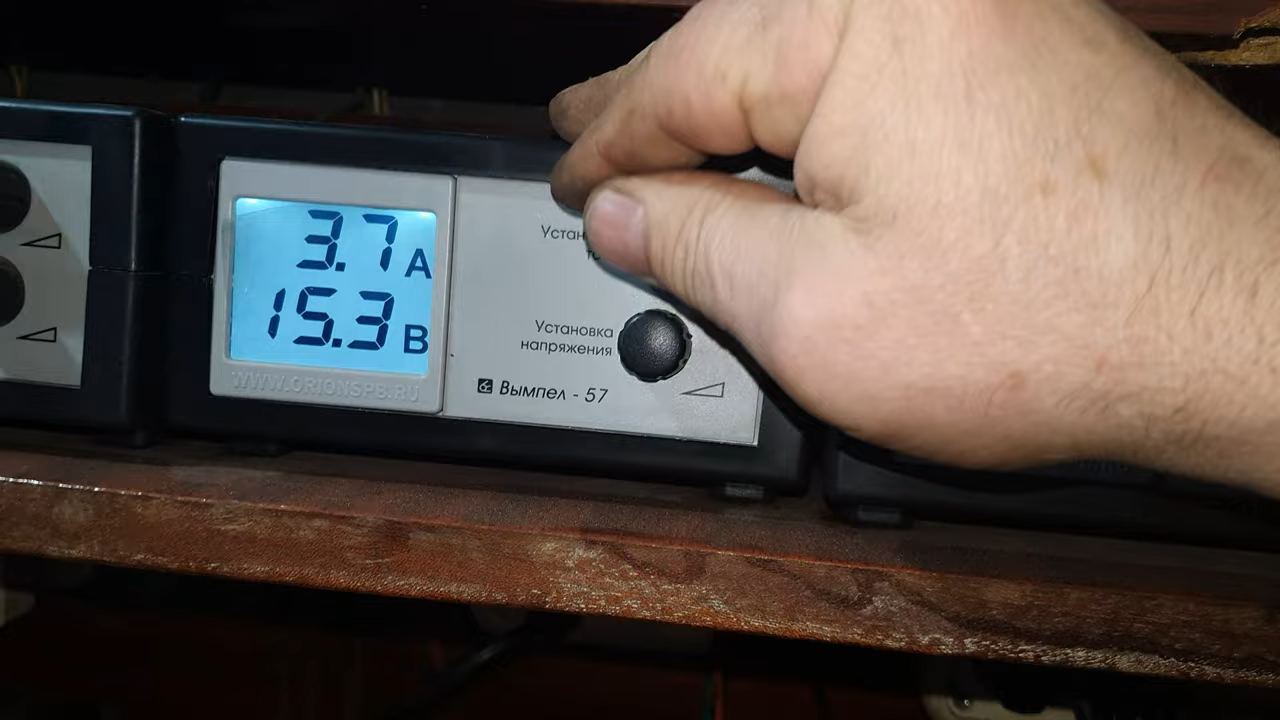 3.7 А
15.3 В
WWW.ORIONSPB.RU
Установка
напряжения
Вымпел - 57